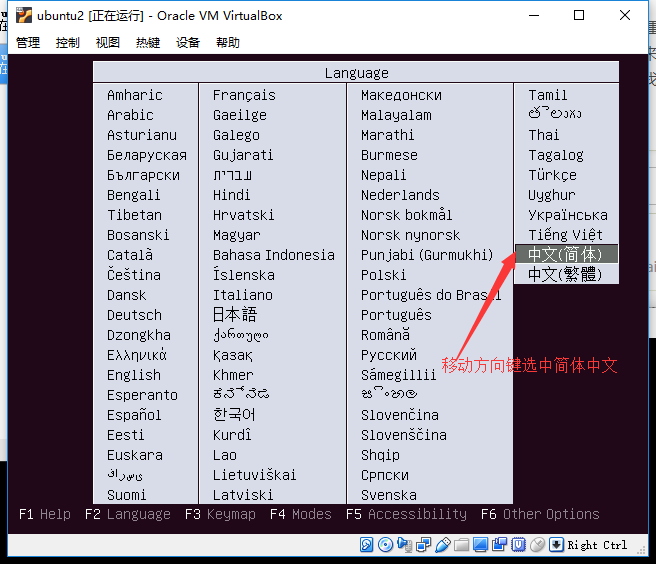 ubuntu2 [正在运行] - Oracle VM VirtualBox
管理 控制 视图 热键 设备 帮助
Language
Amharic
Arabic
Asturianu
Беларуская
Български
Bengali
Tibetan
Bosanski
Català
Čeština
Dansk
Deutsch
Dzongkha
Ελληνικά
English
Esperanto
Español
Eesti
Euskara
Suomi
Français
Gaeilge
Galego
Gujarati
עברית
Hindi
Hrvatski
Magyar
Bahasa Indonesia
Íslenska
Italiano
日本語
ქართული
Қазақ
Khmer
ಕನ್ನಡ
한국어
Kurdî
Lao
Lietuviškai
Latviski
Македонски
Malayalam
Marathi
Burmese
Nepali
Nederlands
Norsk bokmål
Norsk nynorsk
Punjabi (Gurmukhi)
Polski
Português do Brasil
Português
Română
Русский
Sámegillii
සිංහල
Slovenčina
Slovenščina
Shqip
Српски
Svenska
Tamil
తెలుగు
Thai
Tagalog
Türkçe
Uyghur
Українська
Tiếng Việt
中文(简体)
中文(繁體)
移动方向键选中简体中文
F1 Help F2 Language F3 Keymap F4 Modes F5 Accessibility F6 Other Options
Right Ctrl